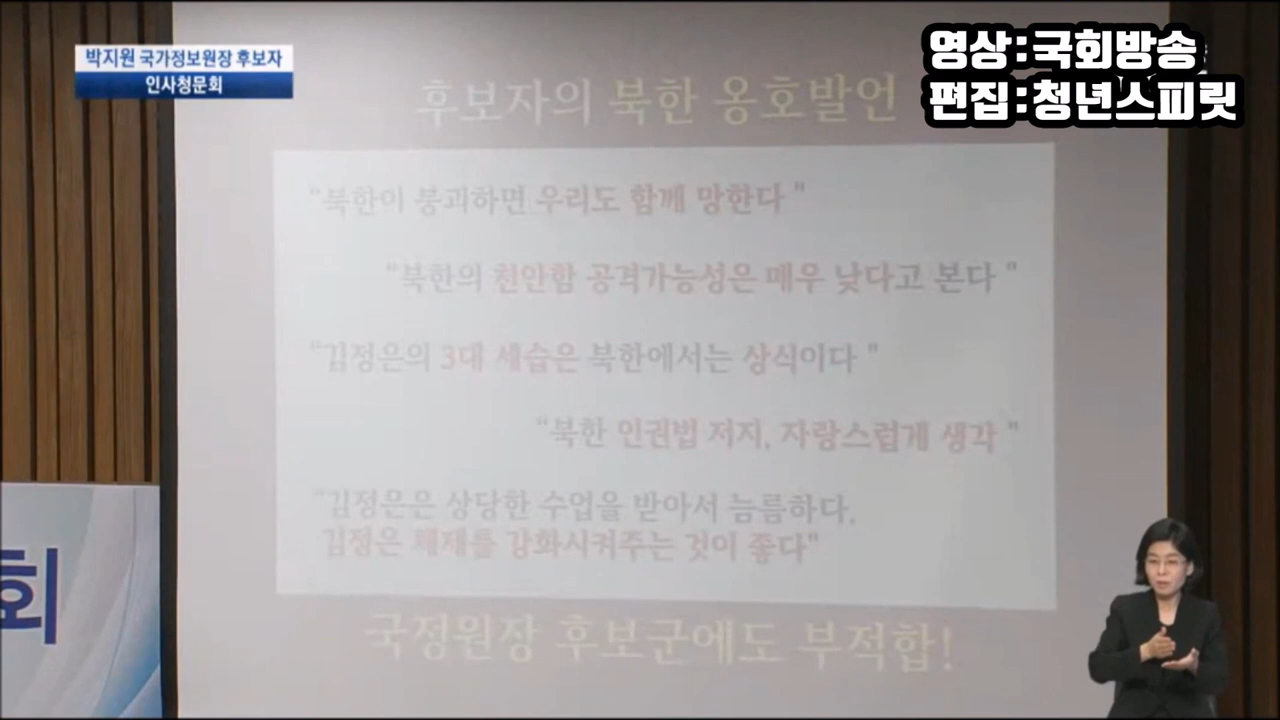 박지원 국가정보원장 후보자
인사청문회
영상:국회방송
편집:청년스피릿
후보자의 북한 옹호발언
"북한이 붕괴하면 우리도 함께 망한다"
"북한의 천안함 공격가능성은 매우 낮다고 본다"
"김정은의 3대 세습은 북한에서는 상식이다"
"북한 인권법 저지, 자랑스럽게 생각"
"김정은은 상당한 수업을 받아서 늠름하다.
김정은 체제를 강화시켜주는 것이 좋다"
국정원장 후보군에도 부적합!
회